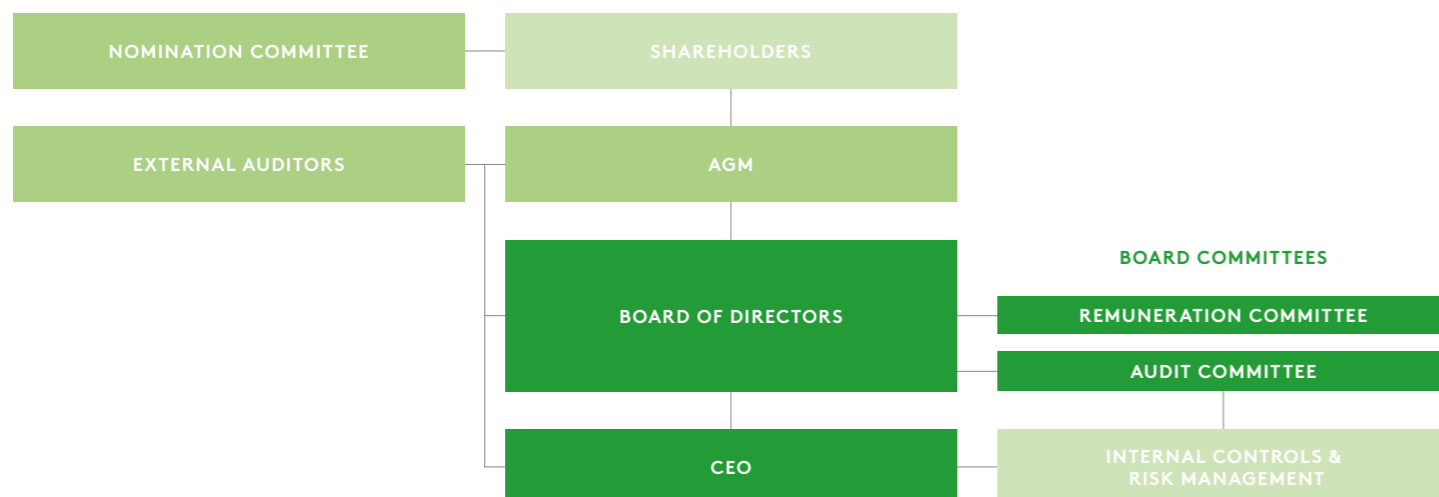 NOMINATION COMMITTEE
SHAREHOLDERS
EXTERNAL AUDITORS
AGM
BOARD OF DIRECTORS
BOARD COMMITTEES
REMUNERATION COMMITTEE
AUDIT COMMITTEE
CEO
INTERNAL CONTROLS &
RISK MANAGEMENT